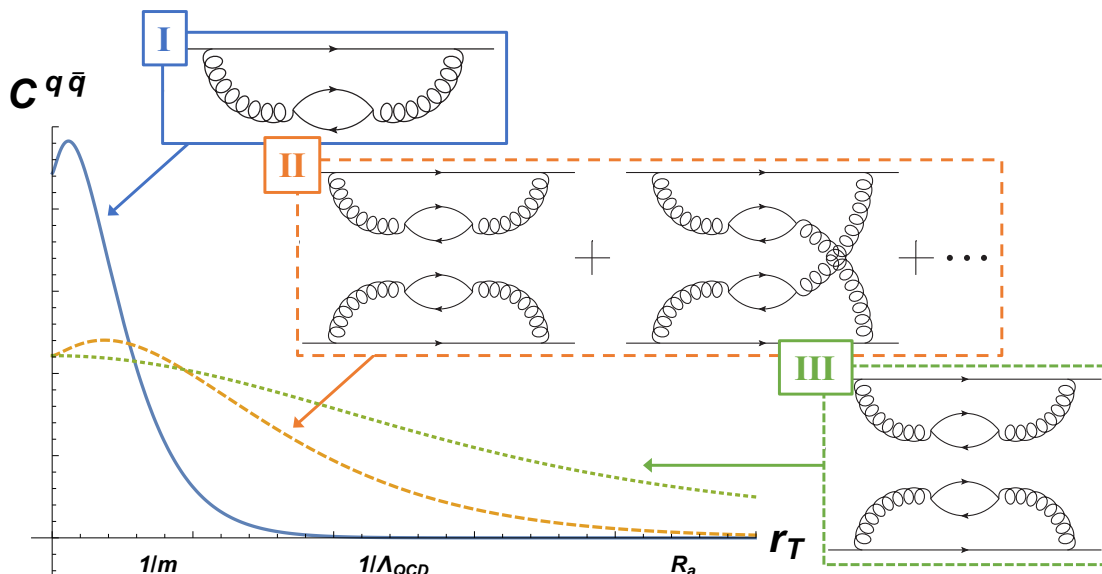 I
C q q̄
II
+
+ • • •
III
r_T
1/m 1/Λ_QCD R_a